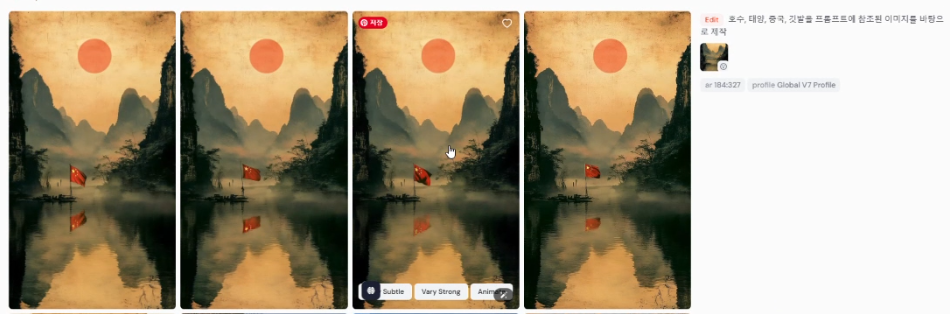 저장
Edit 호수, 태양, 중국, 깃발을 프롬프트에 참조된 이미지를 바탕으
로 제작
ar 184:327 profile Global V7 Profile
Subtle Vary Strong